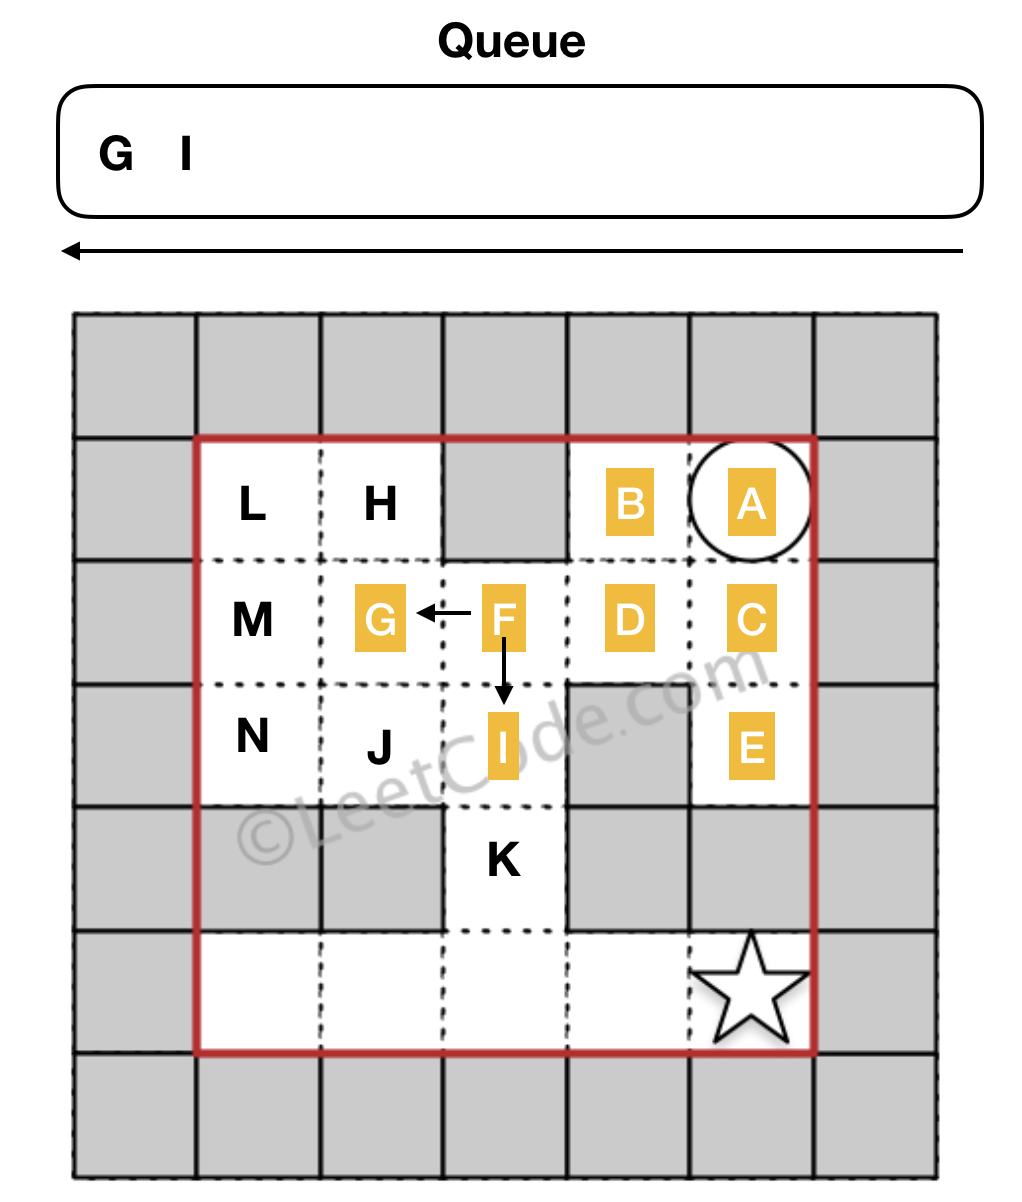 Queue
G I
L H B A
M G F D C
N J I E
K
©LeetCode.com